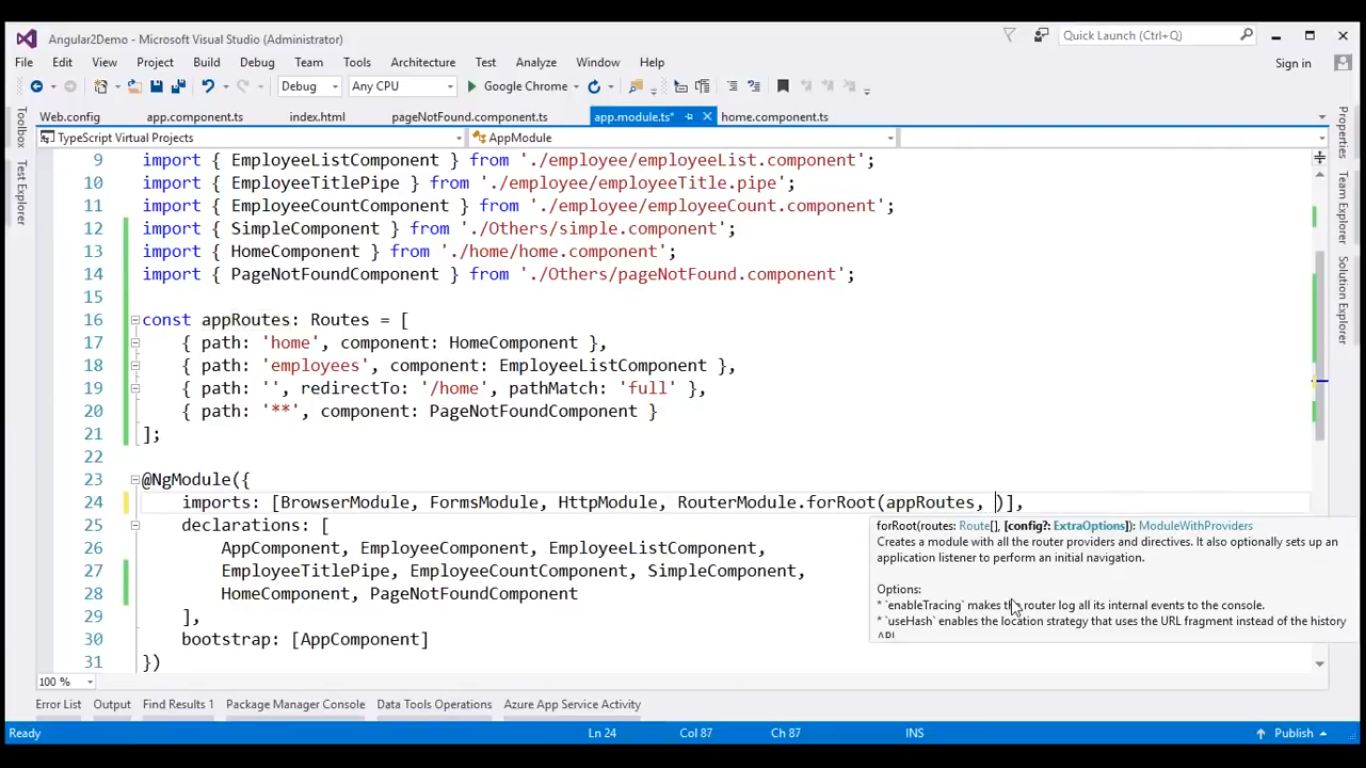 Angular2Demo - Microsoft Visual Studio (Administrator)
Quick Launch (Ctrl+Q)
File Edit View Project Build Debug Team Tools Architecture Test Analyze Window Help
Sign in
Debug Any CPU Google Chrome
Web.config app.component.ts index.html pageNotFound.component.ts app.module.ts* home.component.ts
TypeScript Virtual Projects AppModule
Toolbox
Test Explorer
9 import { EmployeeListComponent } from './employee/employeeList.component';
10 import { EmployeeTitlePipe } from './employee/employeeTitle.pipe';
11 import { EmployeeCountComponent } from './employee/employeeCount.component';
12 import { SimpleComponent } from './Others/simple.component';
13 import { HomeComponent } from './home/home.component';
14 import { PageNotFoundComponent } from './Others/pageNotFound.component';
15
16 const appRoutes: Routes = [
17 { path: 'home', component: HomeComponent },
18 { path: 'employees', component: EmployeeListComponent },
19 { path: '', redirectTo: '/home', pathMatch: 'full' },
20 { path: '**', component: PageNotFoundComponent }
21 ];
22
23 @NgModule({
24 imports: [BrowserModule, FormsModule, HttpModule, RouterModule.forRoot(appRoutes, )],
25 declarations: [
26 AppComponent, EmployeeComponent, EmployeeListComponent,
27 EmployeeTitlePipe, EmployeeCountComponent, SimpleComponent,
28 HomeComponent, PageNotFoundComponent
29 ],
30 bootstrap: [AppComponent]
31 })
forRoot(routes: Route[], [config?: ExtraOptions]): ModuleWithProviders
Creates a module with all the router providers and directives. It also optionally sets up an
application listener to perform an initial navigation.
Options:
* `enableTracing` makes the router log all its internal events to the console.
* `useHash` enables the location strategy that uses the URL fragment instead of the history
API.
Properties
Team Explorer
Solution Explorer
100 %
Error List Output Find Results 1 Package Manager Console Data Tools Operations Azure App Service Activity
Ready Ln 24 Col 87 Ch 87 INS Publish